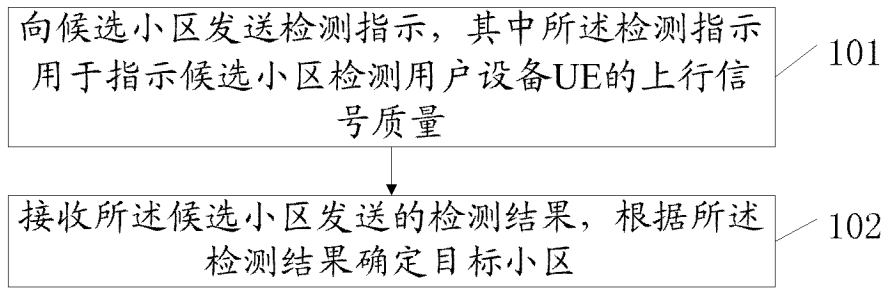 向候选小区发送检测指示，其中所述检测指示
用于指示候选小区检测用户设备UE的上行信
号质量
101
接收所述候选小区发送的检测结果，根据所述
检测结果确定目标小区
102